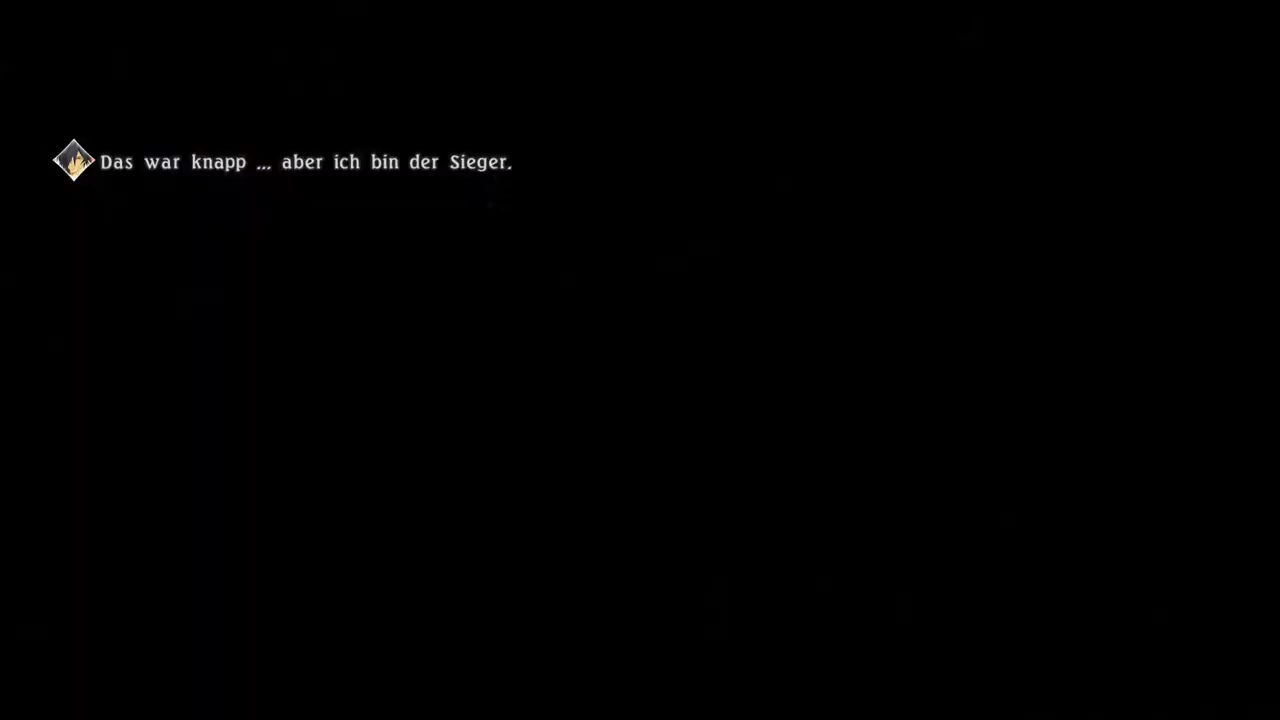 Das war knapp ... aber ich bin der Sieger.